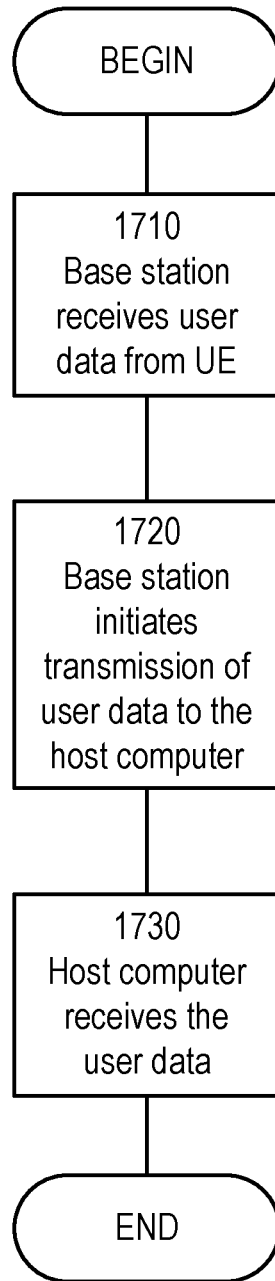 BEGIN
1710
Base station
receives user
data from UE
1720
Base station
initiates
transmission of
user data to the
host computer
1730
Host computer
receives the
user data
END